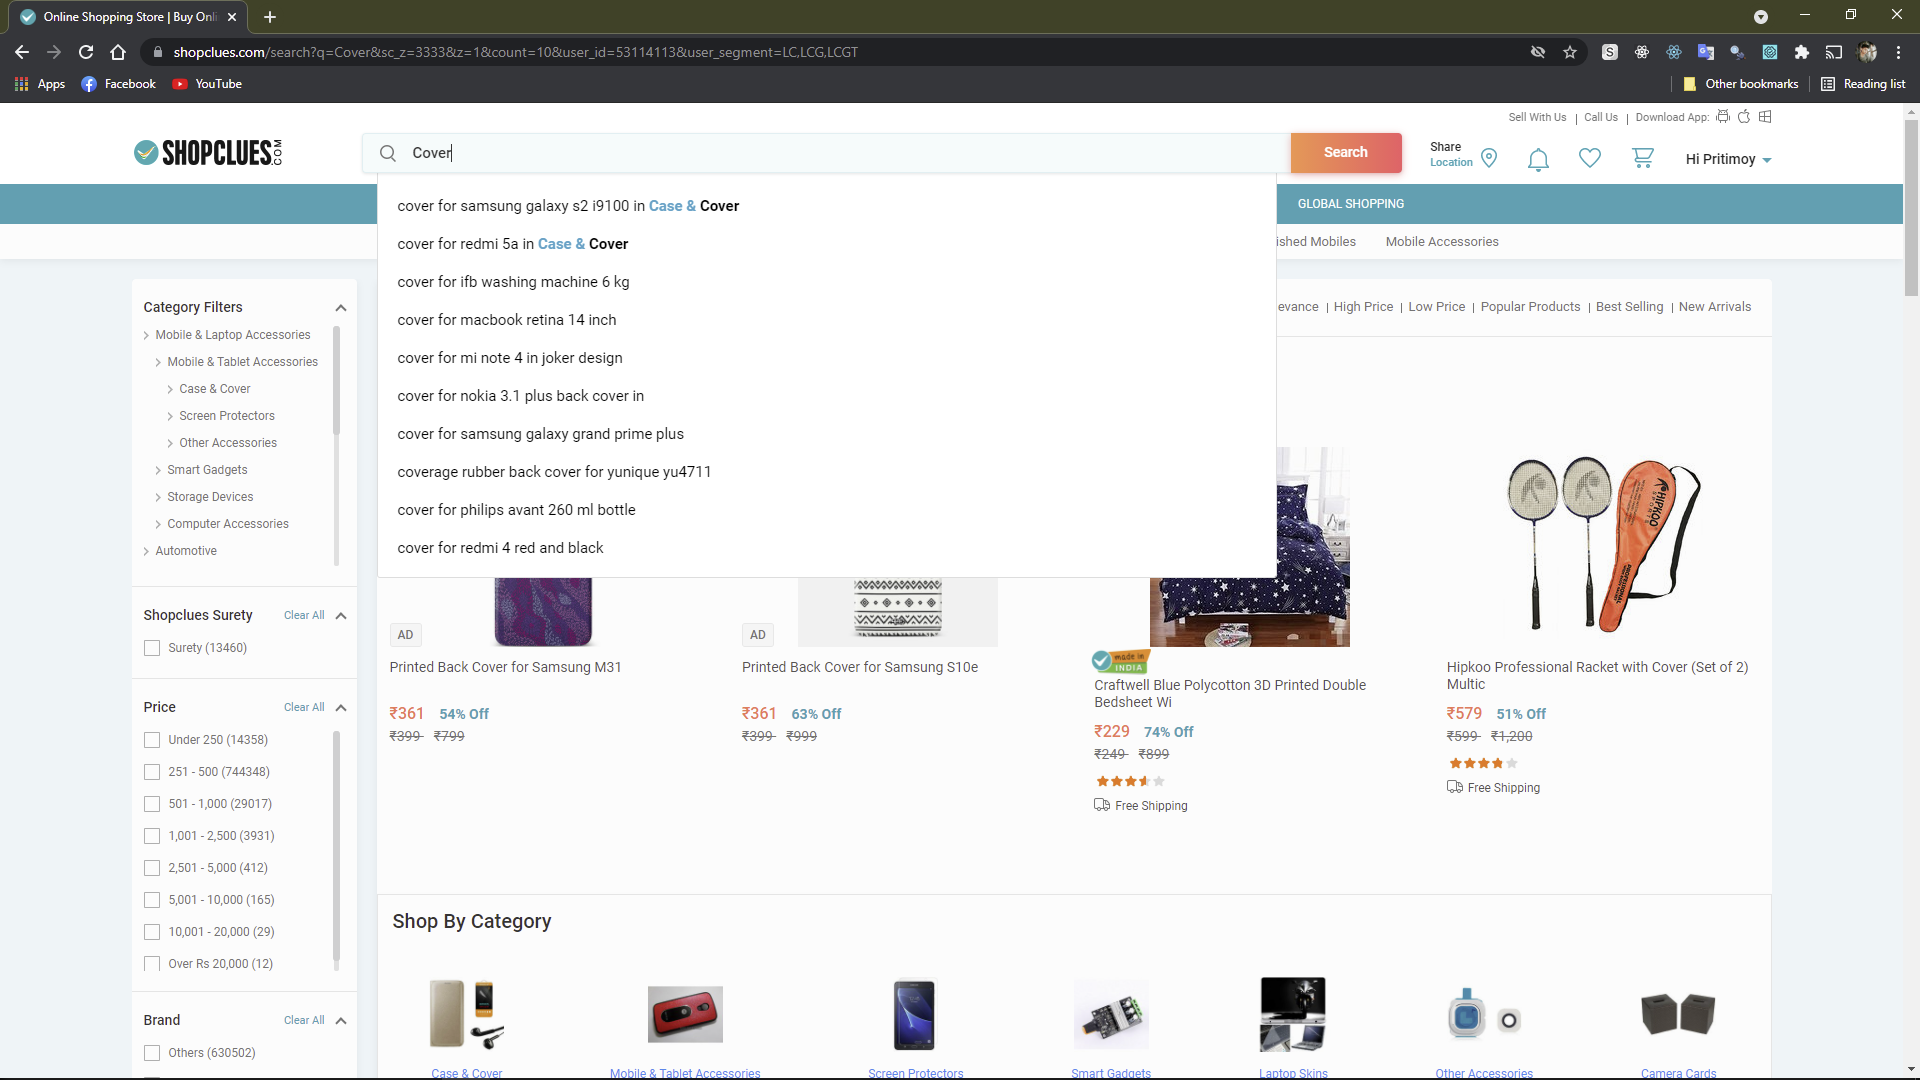 Online Shopping Store | Buy Onli
shopclues.com/search?q=Cover&sc_z=3333&z=1&count=10&user_id=53114113&user_segment=LC,LCG,LCGT
Apps Facebook YouTube Other bookmarks Reading list
Sell With Us | Call Us | Download App:
SHOPCLUES.COM
Cover
Search
Share
Location
Hi Pritimoy
GLOBAL SHOPPING
ished Mobiles Mobile Accessories
cover for samsung galaxy s2 i9100 in Case & Cover
cover for redmi 5a in Case & Cover
cover for ifb washing machine 6 kg
cover for macbook retina 14 inch
cover for mi note 4 in joker design
cover for nokia 3.1 plus back cover in
cover for samsung galaxy grand prime plus
coverage rubber back cover for yunique yu4711
cover for philips avant 260 ml bottle
cover for redmi 4 red and black
evance | High Price | Low Price | Popular Products | Best Selling | New Arrivals
Category Filters
Mobile & Laptop Accessories
Mobile & Tablet Accessories
Case & Cover
Screen Protectors
Other Accessories
Smart Gadgets
Storage Devices
Computer Accessories
Automotive
Shopclues Surety Clear All
Surety (13460)
Price Clear All
Under 250 (14358)
251 - 500 (744348)
501 - 1,000 (29017)
1,001 - 2,500 (3931)
2,501 - 5,000 (412)
5,001 - 10,000 (165)
10,001 - 20,000 (29)
Over Rs 20,000 (12)
Brand Clear All
Others (630502)
AD
Printed Back Cover for Samsung M31
₹361 54% Off
₹399 ₹799
AD
Printed Back Cover for Samsung S10e
₹361 63% Off
₹399 ₹999
made in
INDIA
Craftwell Blue Polycotton 3D Printed Double
Bedsheet Wi
₹229 74% Off
₹249 ₹899
Free Shipping
HIPKOO
PROFESSIONAL
Hipkoo Professional Racket with Cover (Set of 2)
Multic
₹579 51% Off
₹599 ₹1,200
Free Shipping
Shop By Category
Case & Cover
Mobile & Tablet Accessories
Screen Protectors
Smart Gadgets
Laptop Skins
Other Accessories
Camera Cards